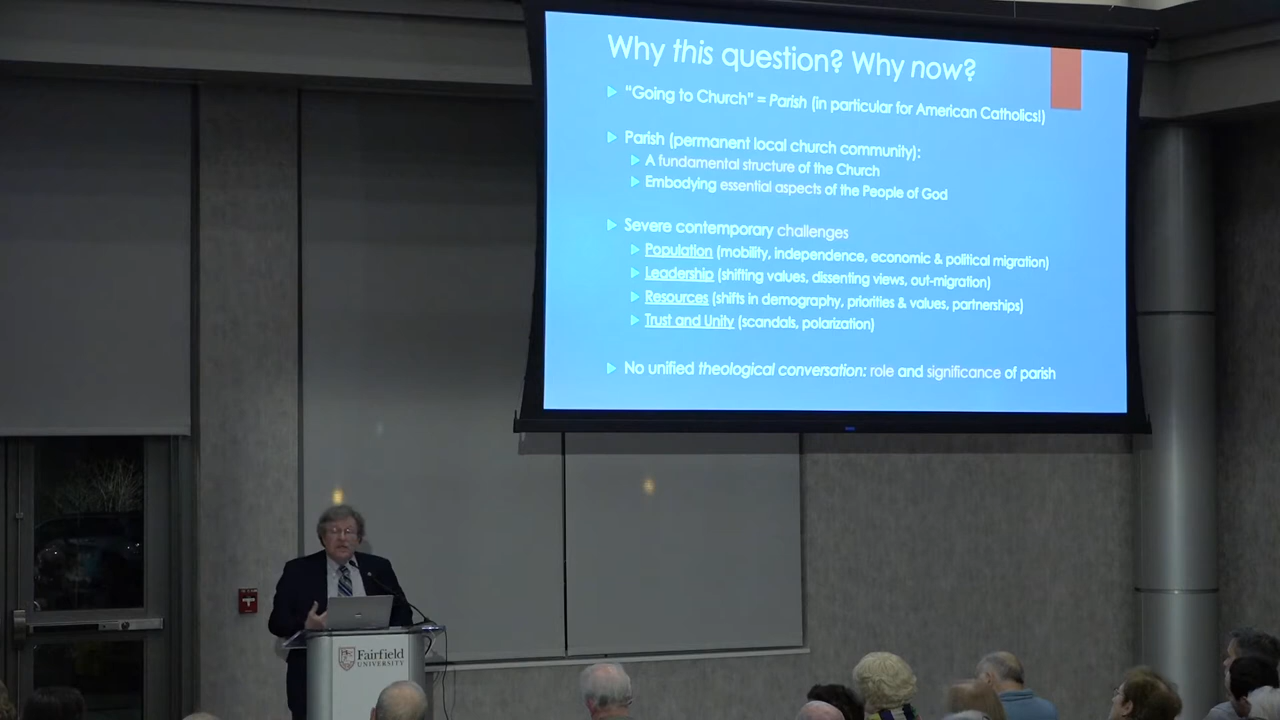 Why this question? Why now?
"Going to Church" = Parish (in particular for American Catholics!)
Parish (permanent local church community):
A fundamental structure of the Church
Embodying essential aspects of the People of God
Severe contemporary challenges
Population (mobility, independence, economic & political migration)
Leadership (shifting values, dissenting views, out-migration)
Resources (shifts in demography, priorities & values, partnerships)
Trust and Unity (scandals, polarization)
No unified theological conversation: role and significance of parish
Fairfield
UNIVERSITY